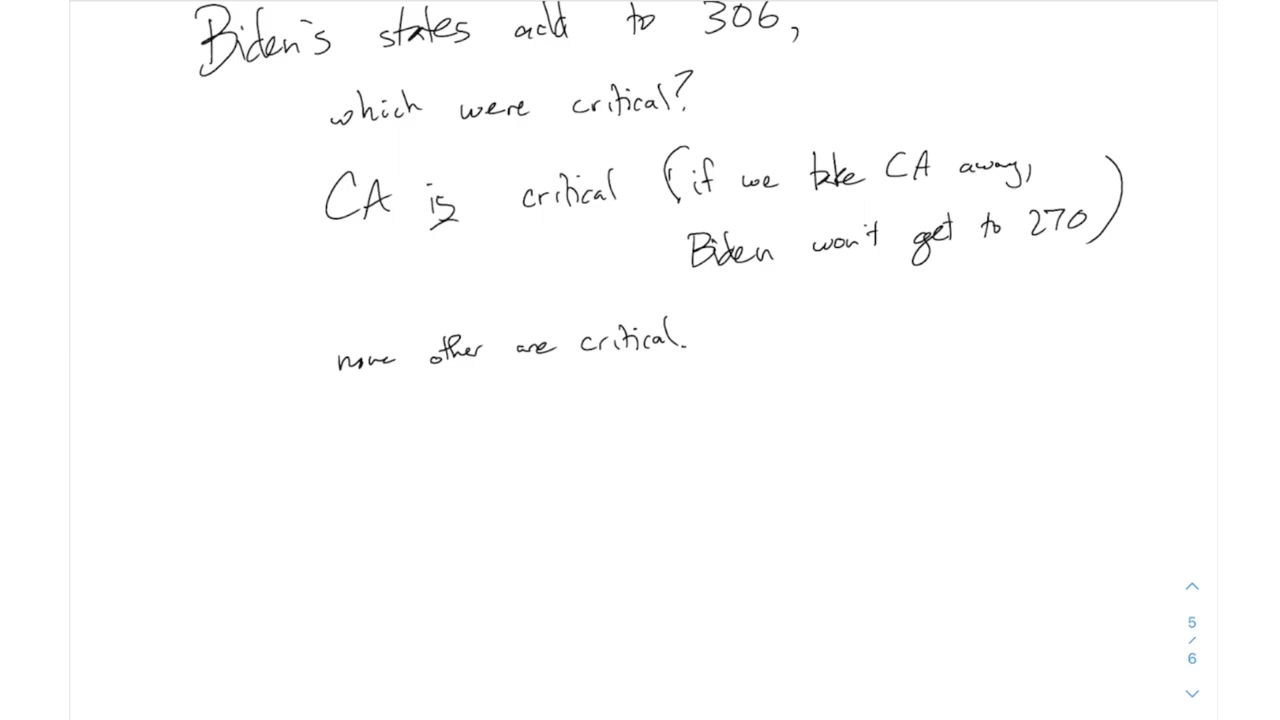 Biden's states add to 306,
which were critical?
CA is critical (if we take CA away,
Biden won't get to 270)
none other are critical.
5
/
6